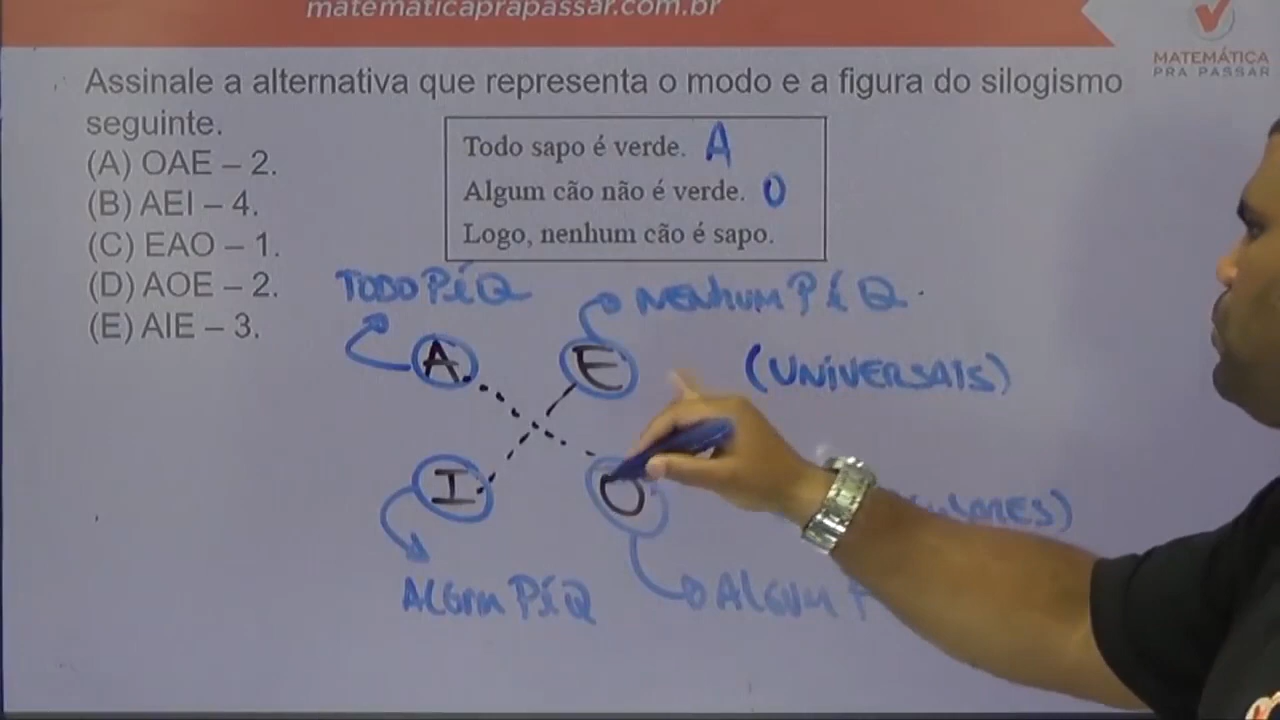 matematicaprapassar.com.br
MATEMÁTICA
PRA PASSAR
Assinale a alternativa que representa o modo e a figura do silogismo
seguinte.
(A) OAE – 2.
(B) AEI – 4.
(C) EAO – 1.
(D) AOE – 2.
(E) AIE – 3.
Todo sapo é verde. A
Algum cão não é verde. O
Logo, nenhum cão é sapo.
TODO P É Q
NENHUM P É Q
A E (UNIVERSAIS)
I O
ALGUM P É Q
ALGUM